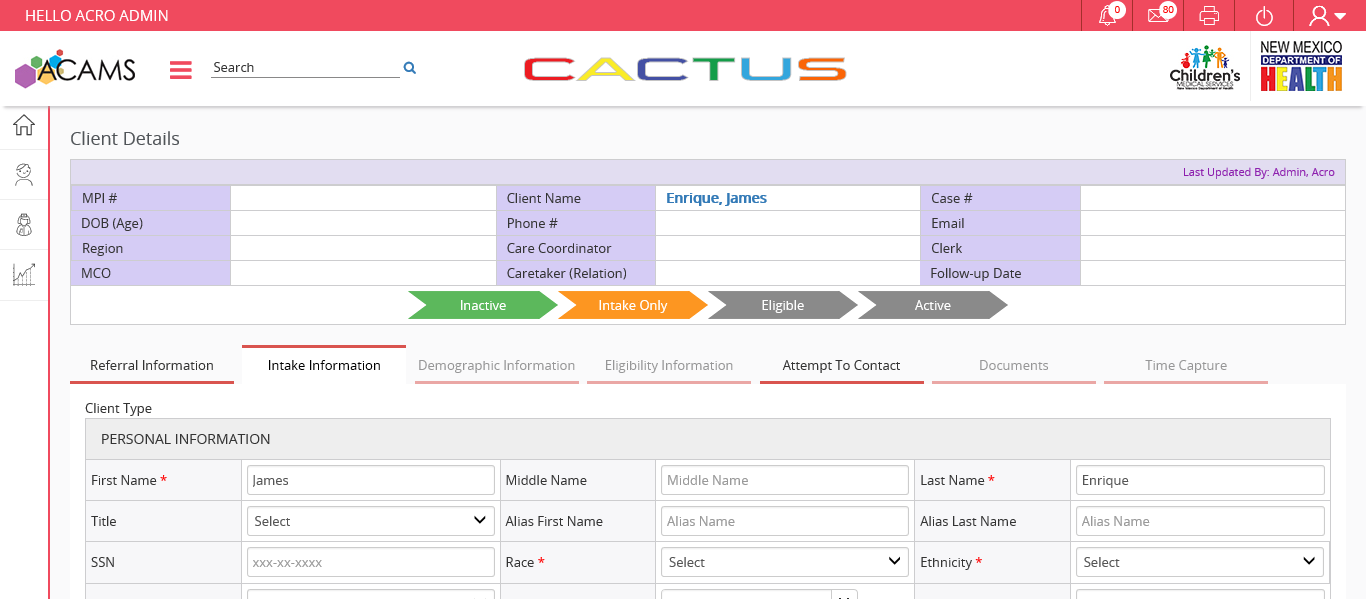 HELLO ACRO ADMIN
0
80
ACAMS
Search
CACTUS
Children's
MEDICAL SERVICES
New Mexico Department of Health
NEW MEXICO
DEPARTMENT OF
HEALTH
Client Details
Last Updated By: Admin, Acro
MPI # Client Name Enrique, James Case #
DOB (Age) Phone # Email
Region Care Coordinator Clerk
MCO Caretaker (Relation) Follow-up Date
Inactive Intake Only Eligible Active
Referral Information Intake Information Demographic Information Eligibility Information Attempt To Contact Documents Time Capture
Client Type
PERSONAL INFORMATION
First Name * James Middle Name Middle Name Last Name * Enrique
Title Select Alias First Name Alias Name Alias Last Name Alias Name
SSN xxx-xx-xxxx Race * Select Ethnicity * Select